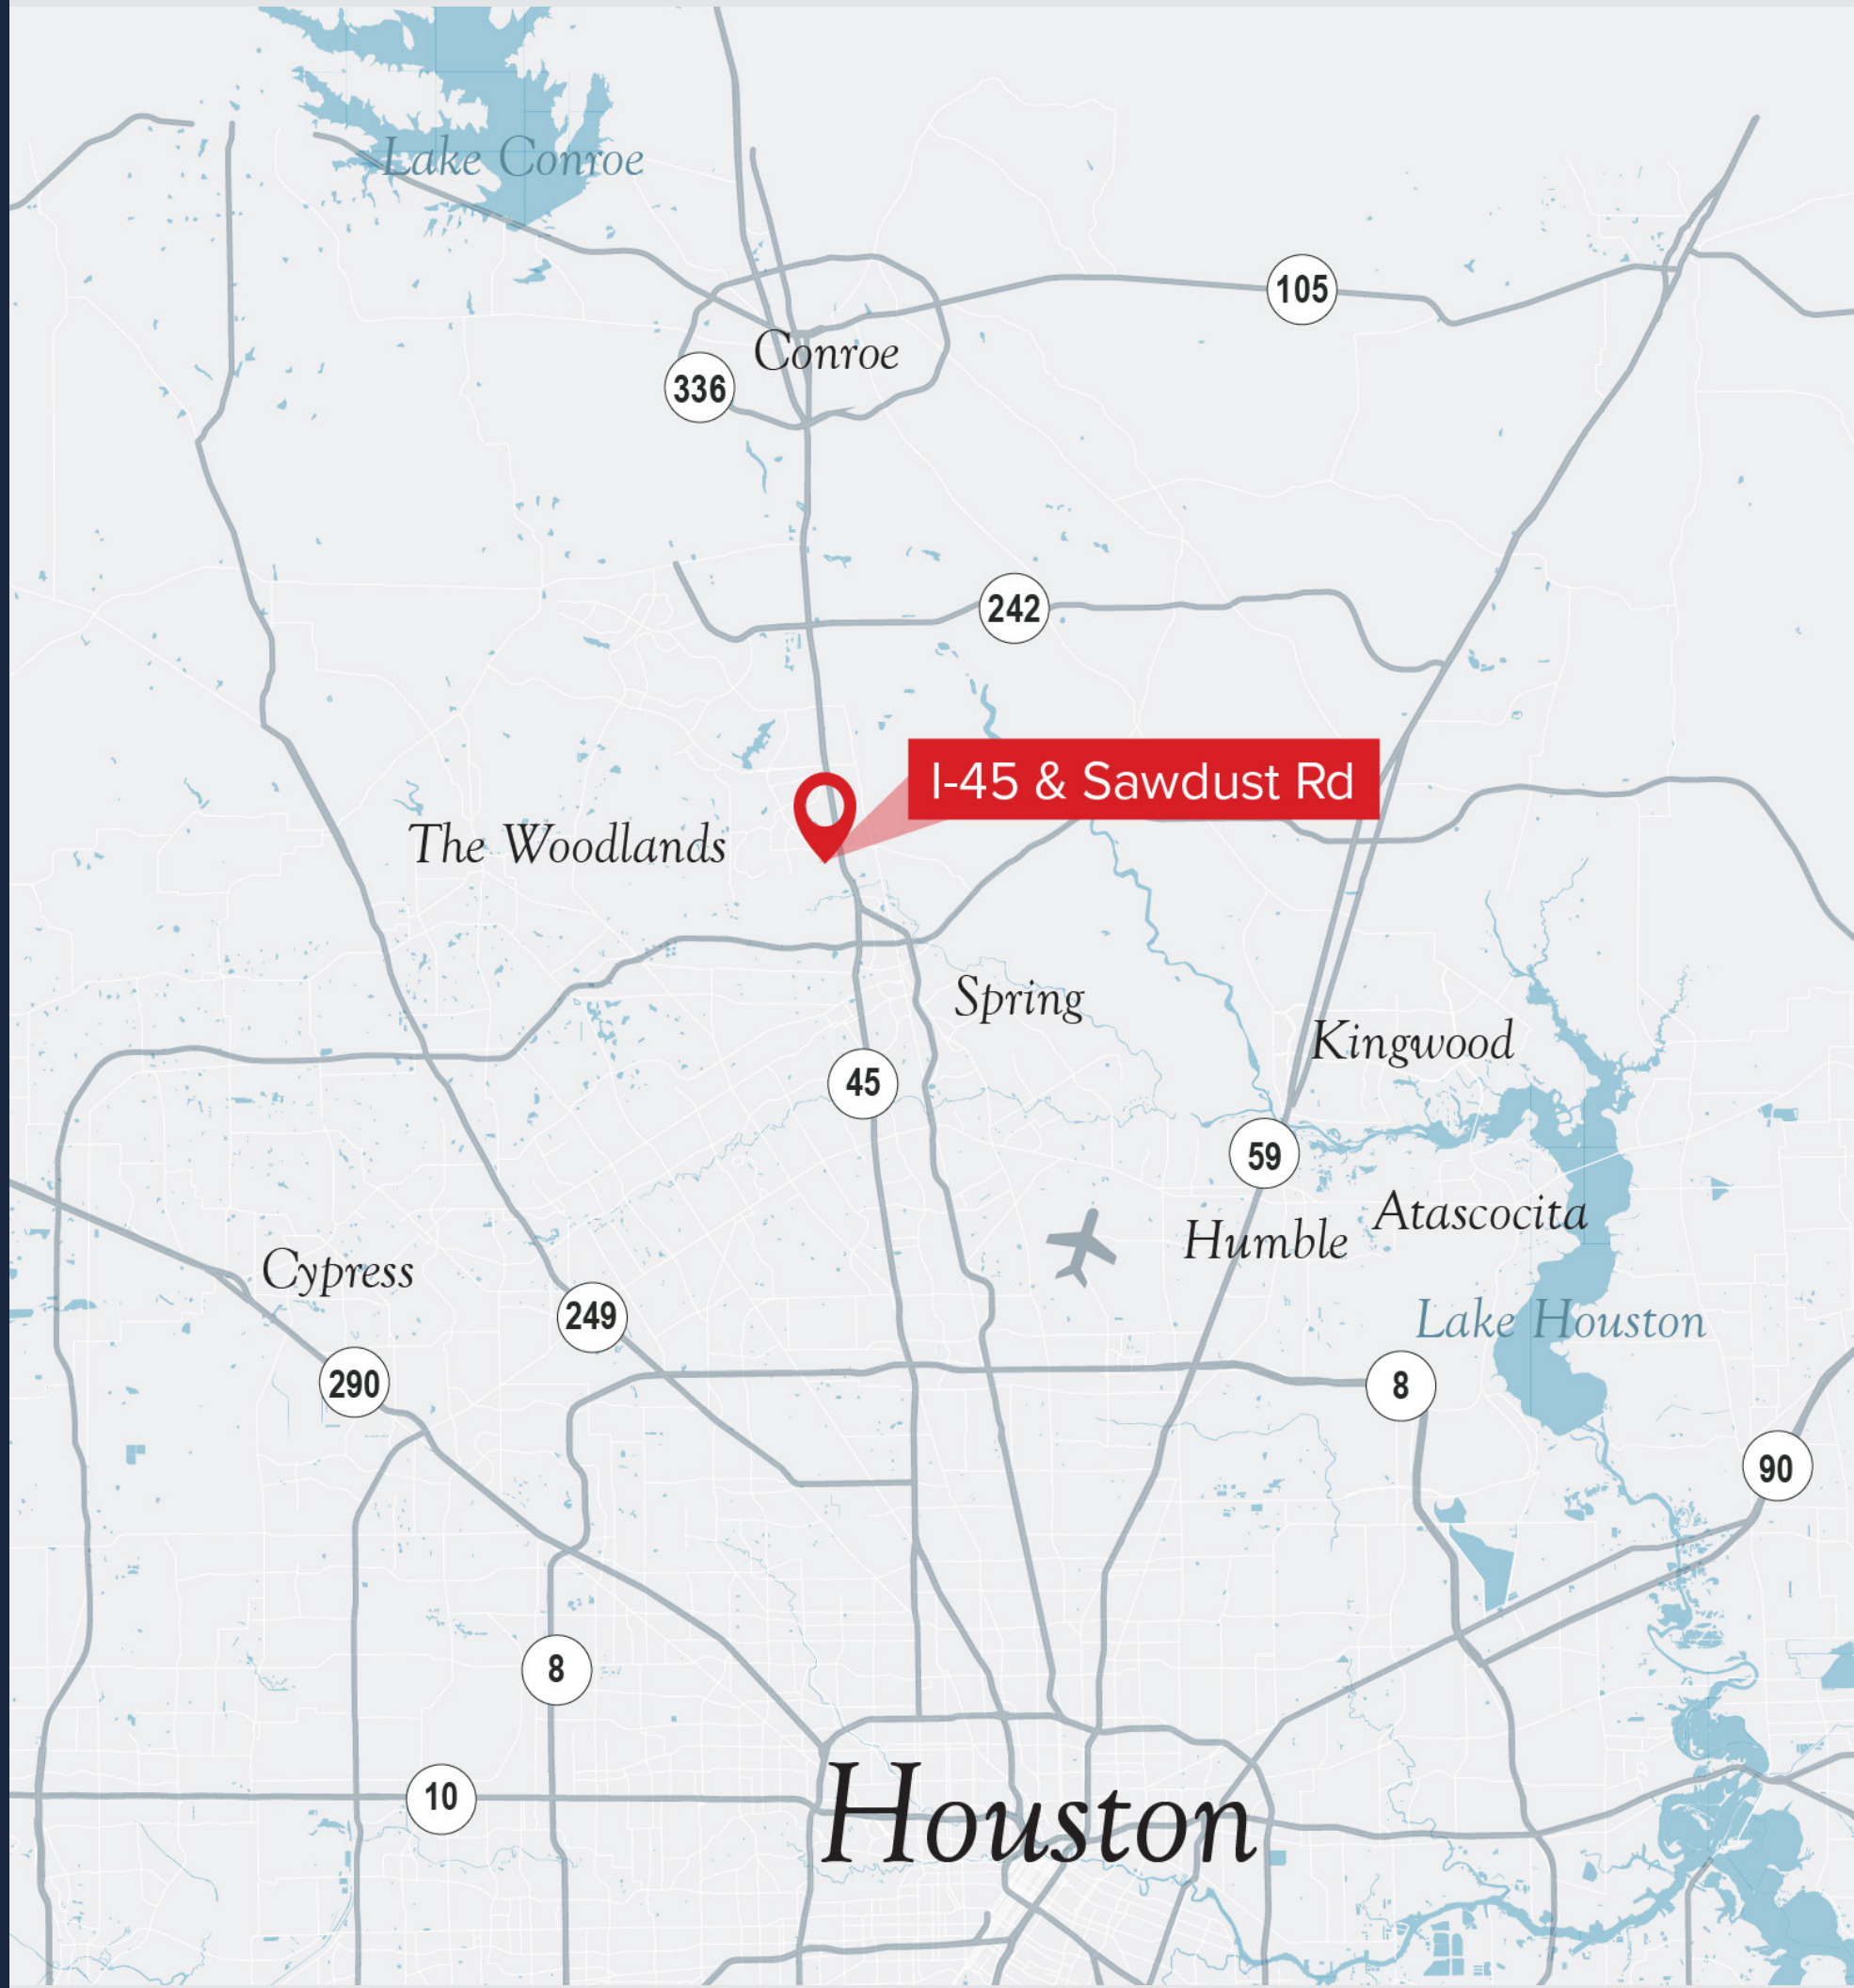 Lake Conroe
105
Conroe
336
242
I-45 & Sawdust Rd
The Woodlands
Spring
Kingwood
45
59
Atascocita
Humble
Cypress
249
Lake Houston
290
8
90
8
10
Houston